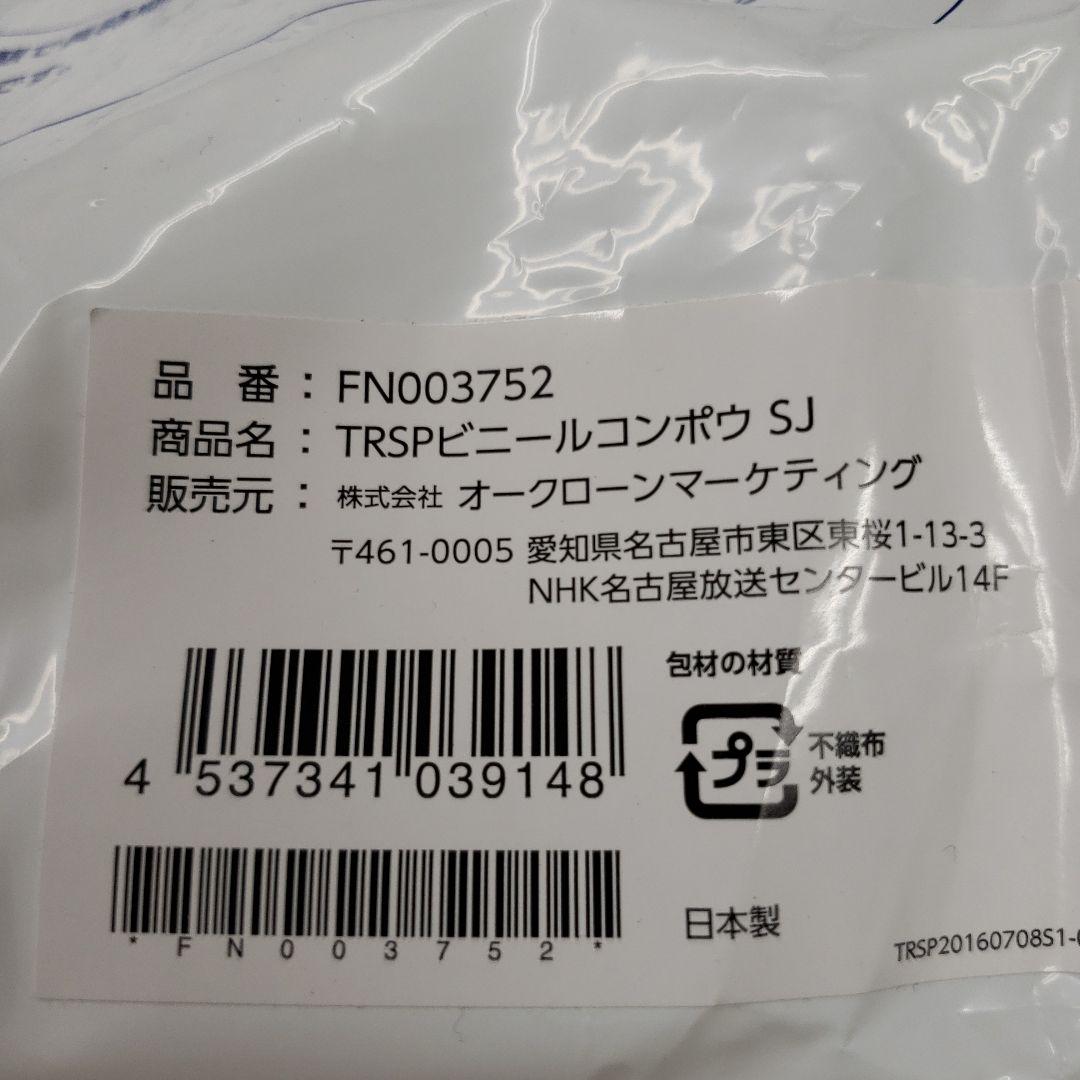 品 番 : FN003752
商品名 : TRSPビニールコンポウ SJ
販売元 : 株式会社 オークローンマーケティング
〒461-0005 愛知県名古屋市東区東桜1-13-3
NHK名古屋放送センタービル14F
4 537341 039148
包材の材質
プラ
不織布
外装
*FN003752*
日本製
TRSP20160708S1-